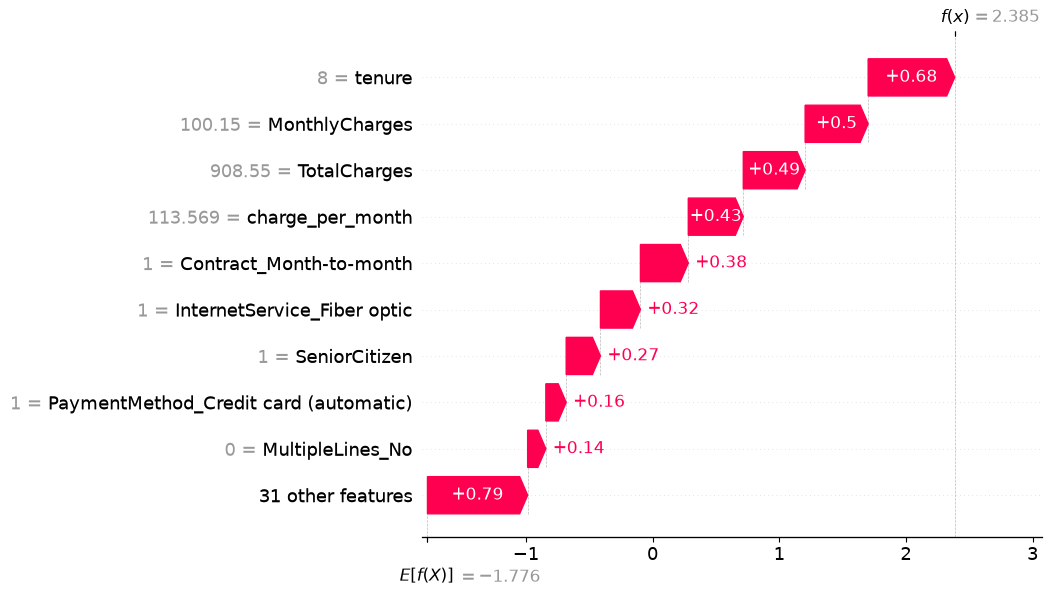 f(x) = 2.385
8 = tenure +0.68
100.15 = MonthlyCharges +0.5
908.55 = TotalCharges +0.49
113.569 = charge_per_month +0.43
1 = Contract_Month-to-month +0.38
1 = InternetService_Fiber optic +0.32
1 = SeniorCitizen +0.27
1 = PaymentMethod_Credit card (automatic) +0.16
0 = MultipleLines_No +0.14
31 other features +0.79
−1 0 1 2 3
E[f(X)] = −1.776